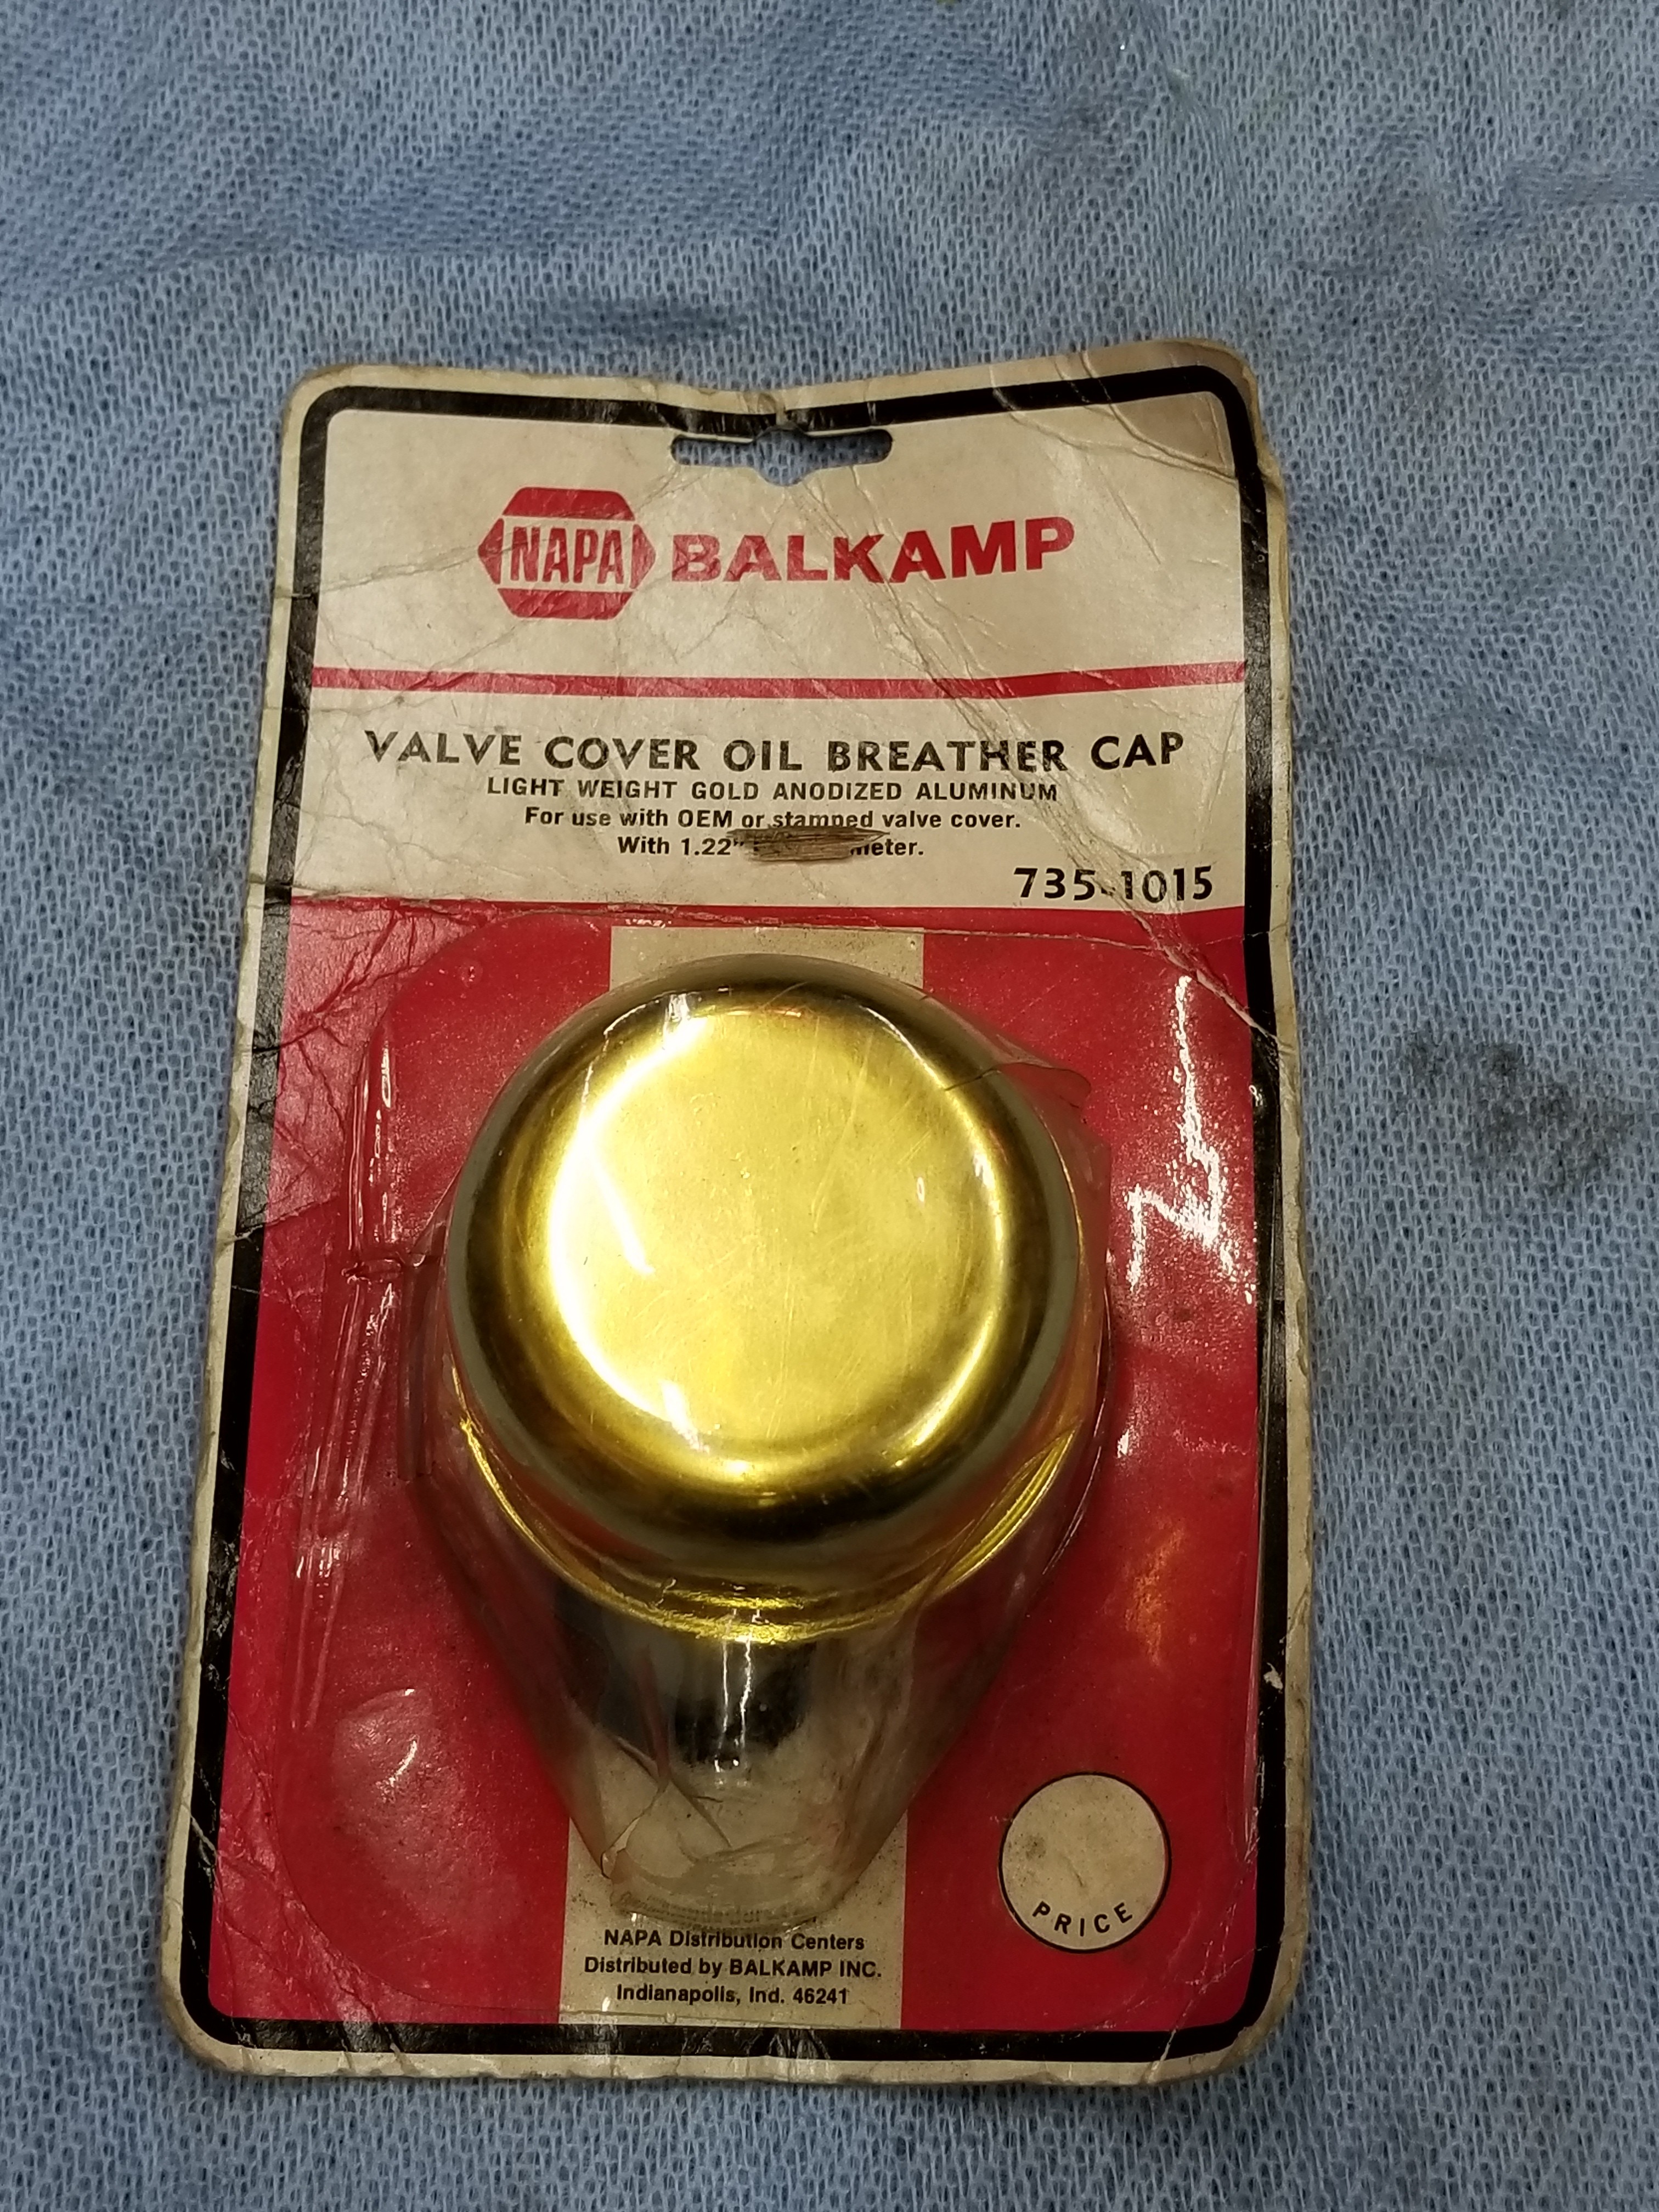 NAPA BALKAMP
VALVE COVER OIL BREATHER CAP
LIGHT WEIGHT GOLD ANODIZED ALUMINUM
For use with OEM or stamped valve cover.
With 1.22"
735-1015
PRICE
NAPA Distribution Centers
Distributed by BALKAMP INC.
Indianapolis, Ind. 46241